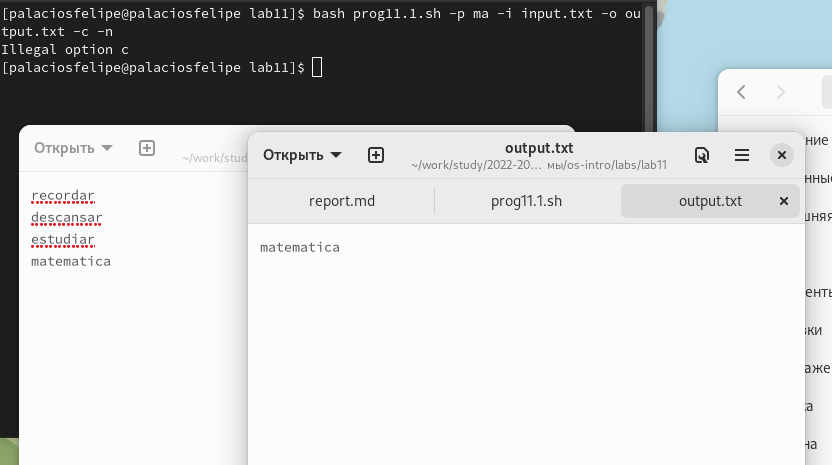 [palaciosfelipe@palaciosfelipe lab11]$ bash prog11.1.sh -p ma -i input.txt -o ou
tput.txt -c -n
Illegal option c
[palaciosfelipe@palaciosfelipe lab11]$
Открыть
~/work/stud
recordar
descansar
estudiar
matematica
Открыть
output.txt
~/work/study/2022-20… мы/os-intro/labs/lab11
report.md
prog11.1.sh
output.txt
matematica